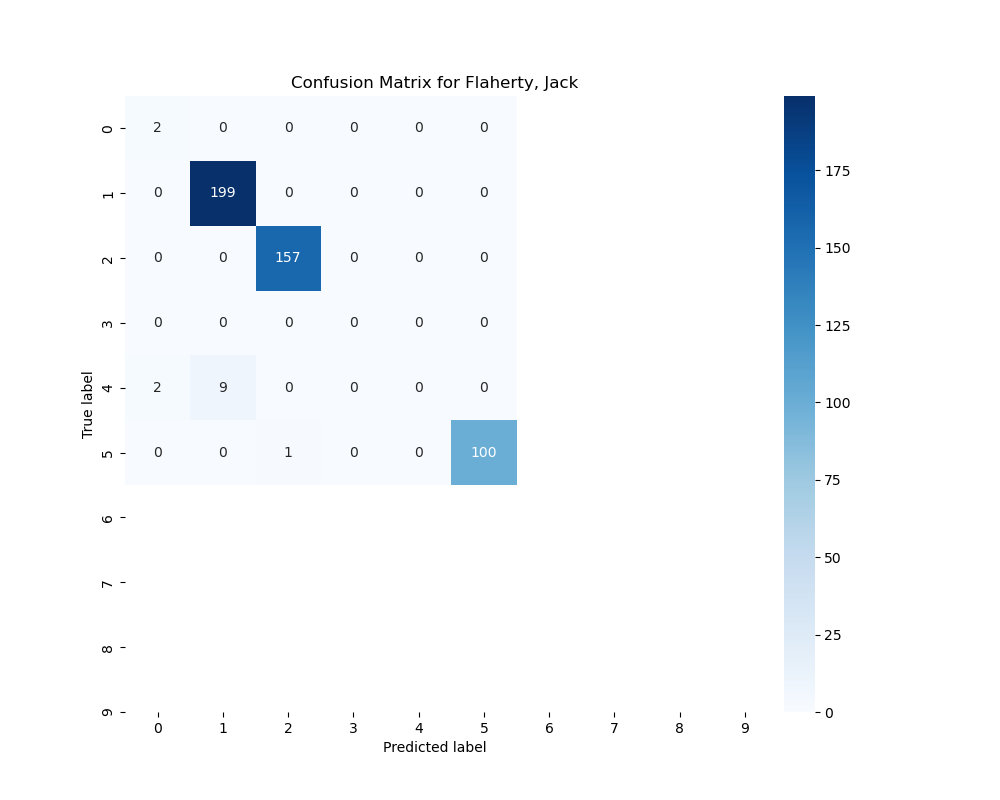 Confusion Matrix for Flaherty, Jack
0 2 0 0 0 0 0
1 0 199 0 0 0 0 175
2 0 0 157 0 0 0 150
3 0 0 0 0 0 0 125
4 2 9 0 0 0 0 100
5 0 0 1 0 0 100 75
6 50
7 25
8
9 0
0 1 2 3 4 5 6 7 8 9
True label
Predicted label